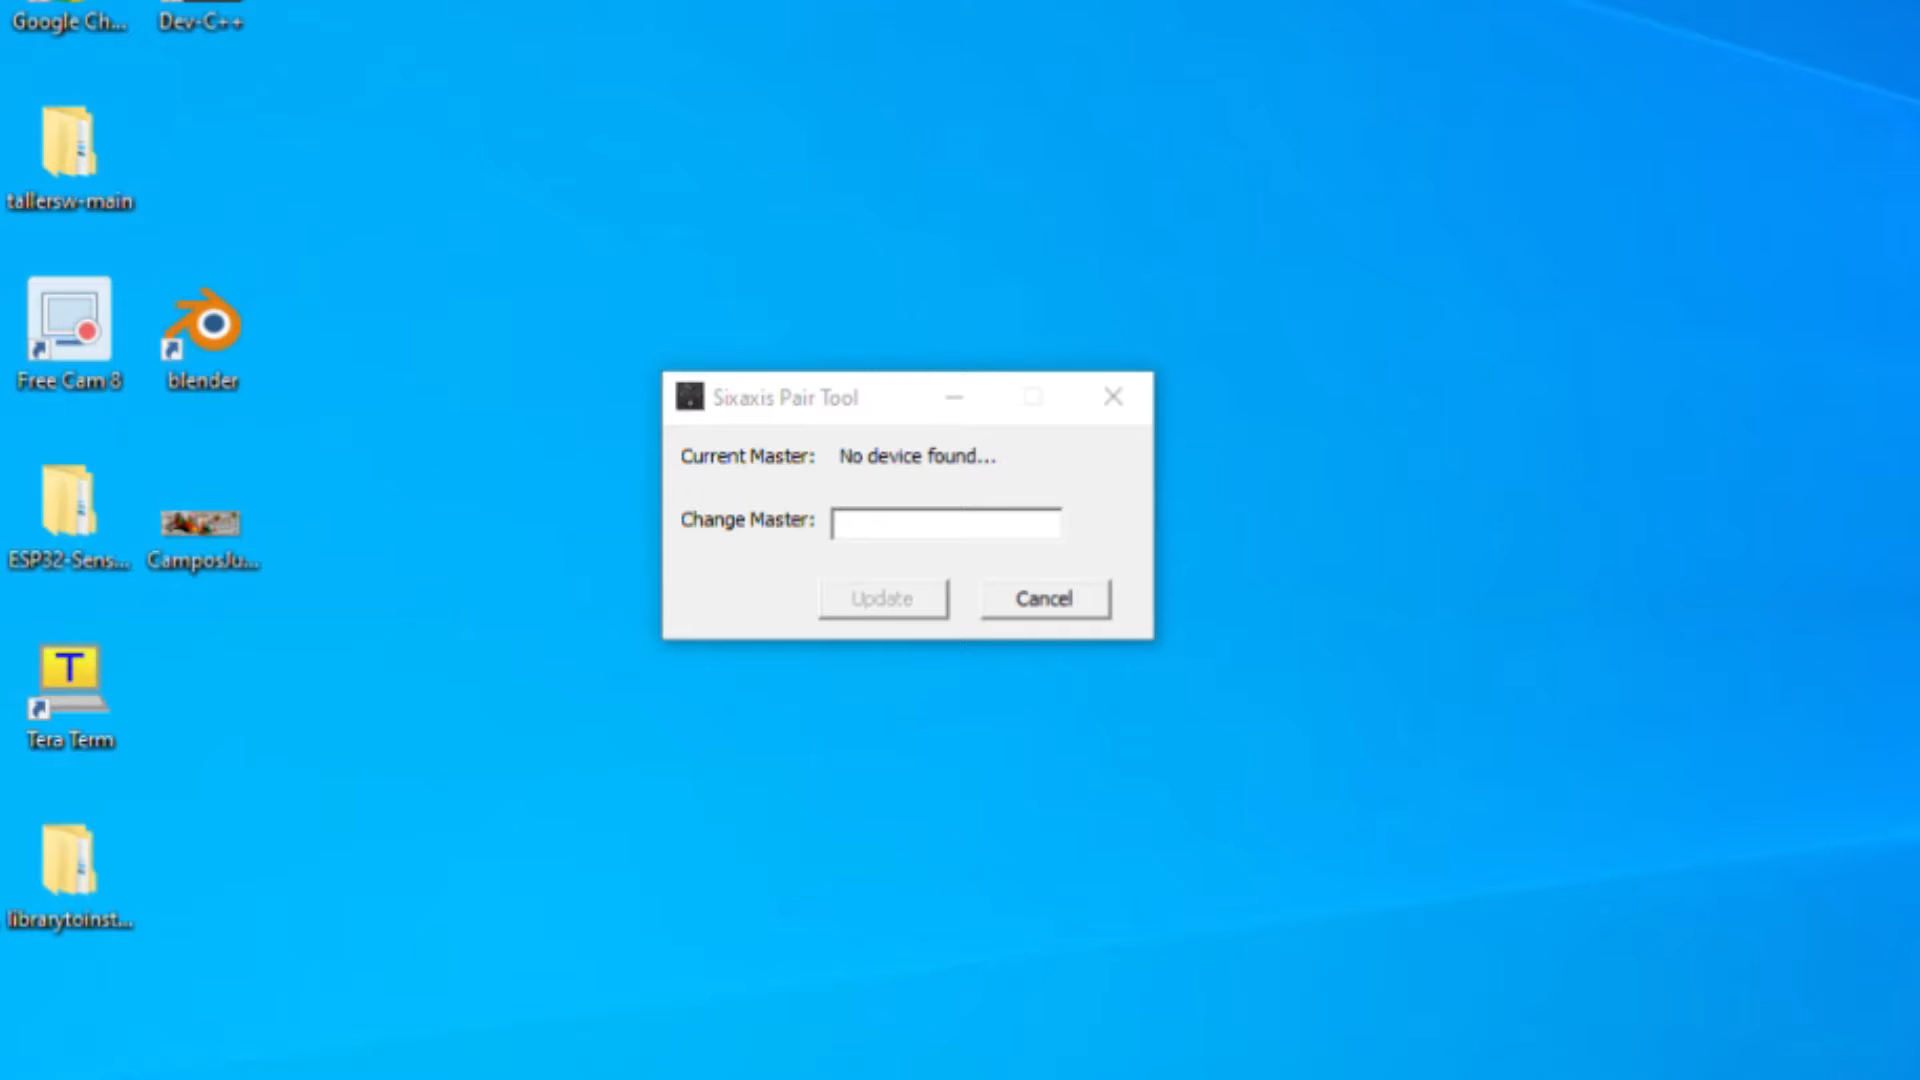 Google Ch...
Dev-C++
tallersw-main
Free Cam 8
blender
ESP32-Sens...
CamposJu...
T
Tera Term
librarytoinst...
Sixaxis Pair Tool
Current Master: No device found...
Change Master:
Update
Cancel